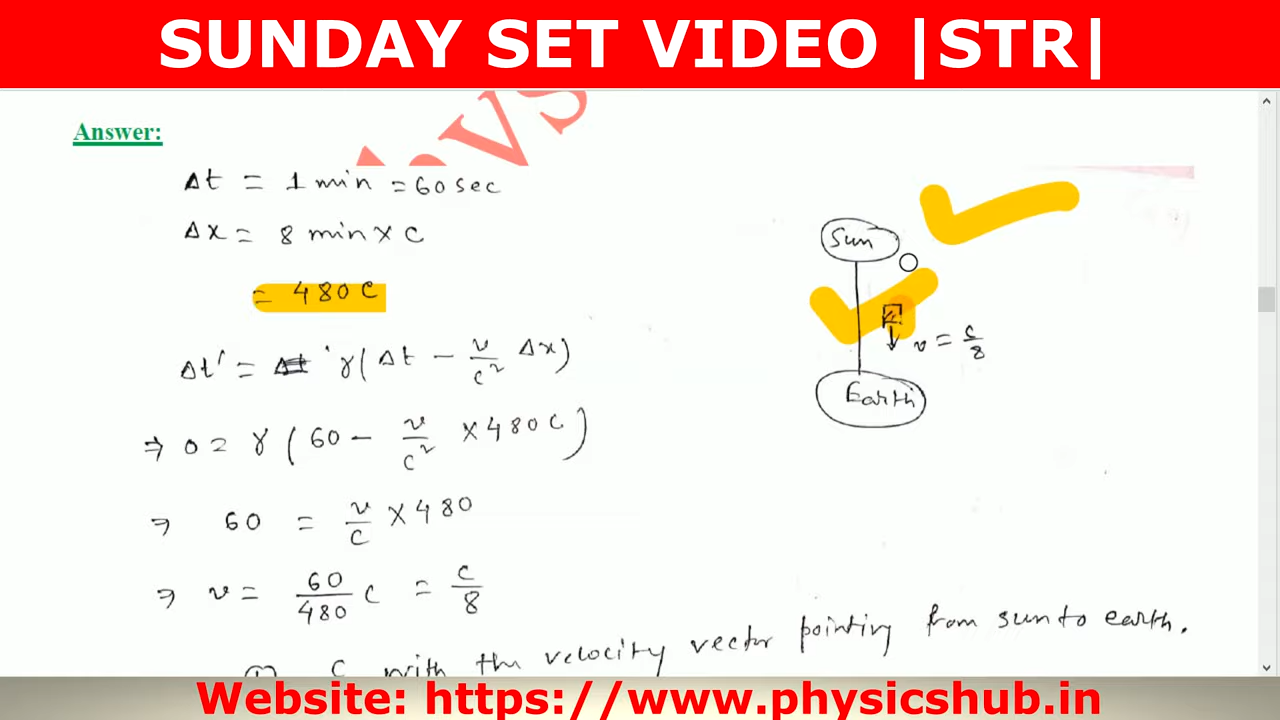 SUNDAY SET VIDEO |STR|
Answer:
Δt = 1 min = 60 sec
Δx = 8 min × c
= 480 c
Δt' = γ(Δt − v/c² Δx)
⇒ 0 = γ(60 − v/c² × 480 c)
⇒ 60 = v/c × 480
⇒ v = 60/480 c = c/8
c with the velocity vector pointing from sun to earth.
Sun
v = c/8
Earth
Website: https://www.physicshub.in